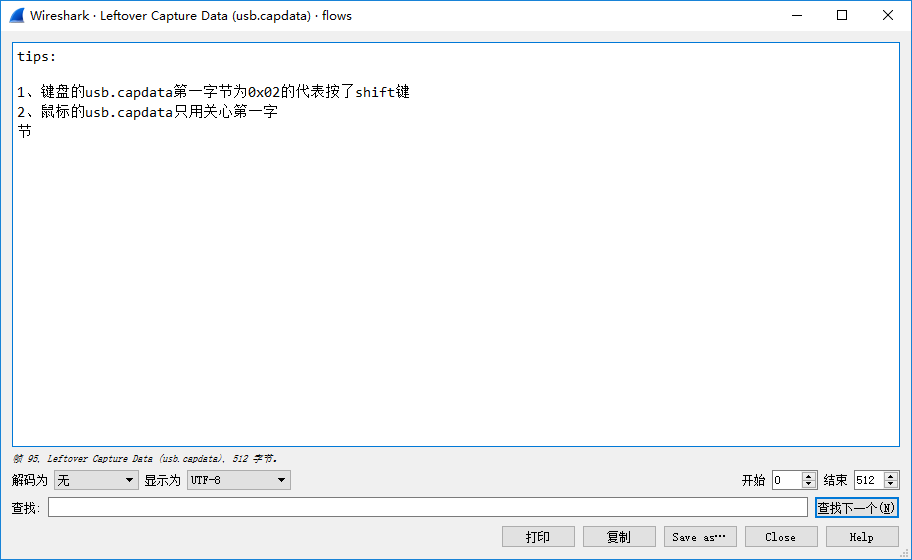 Wireshark · Leftover Capture Data (usb.capdata) · flows
tips:
1、键盘的usb.capdata第一字节为0x02的代表按了shift键
2、鼠标的usb.capdata只用关心第一字
节
帧 95, Leftover Capture Data (usb.capdata), 512 字节。
解码为 无 显示为 UTF-8 开始 0 结束 512
查找: 查找下一个(N)
打印 复制 Save as… Close Help